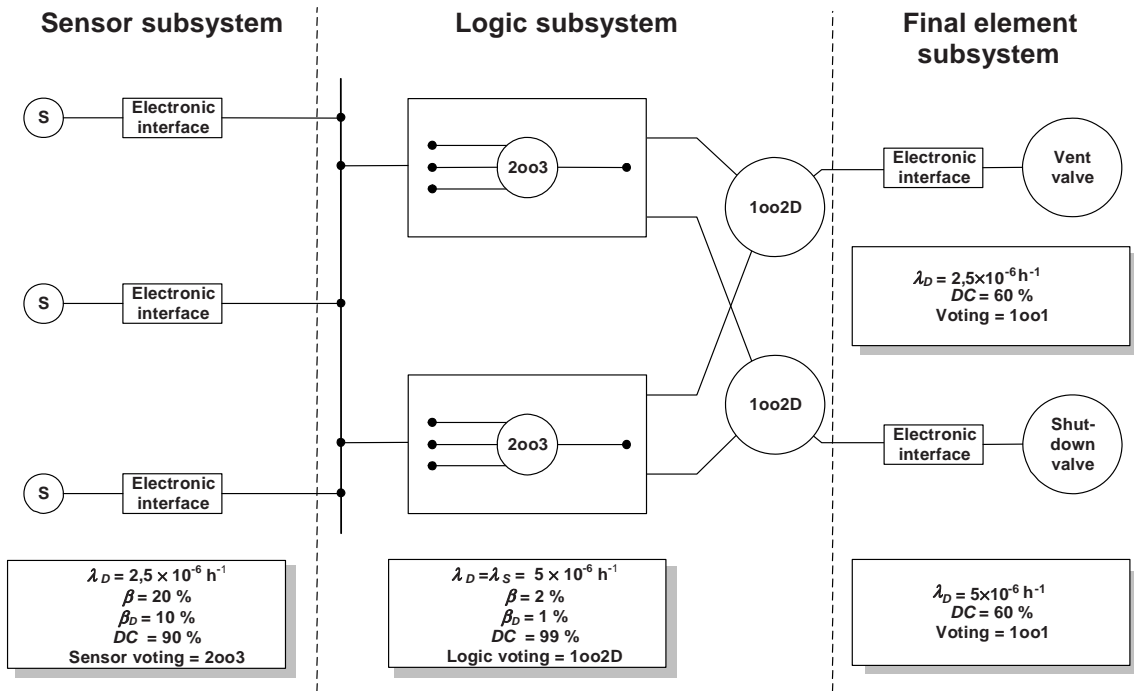 Sensor subsystem
Logic subsystem
Final element
subsystem
S
Electronic
interface
2oo3
1oo2D
Electronic
interface
Vent
valve
λD = 2,5×10-6 h-1
DC = 60 %
Voting = 1oo1
S
Electronic
interface
2oo3
1oo2D
Electronic
interface
Shut-
down
valve
S
Electronic
interface
λD = 2,5 × 10-6 h-1
β = 20 %
βD = 10 %
DC = 90 %
Sensor voting = 2oo3
λD =λS = 5 × 10-6 h-1
β = 2 %
βD = 1 %
DC = 99 %
Logic voting = 1oo2D
λD = 5×10-6 h-1
DC = 60 %
Voting = 1oo1